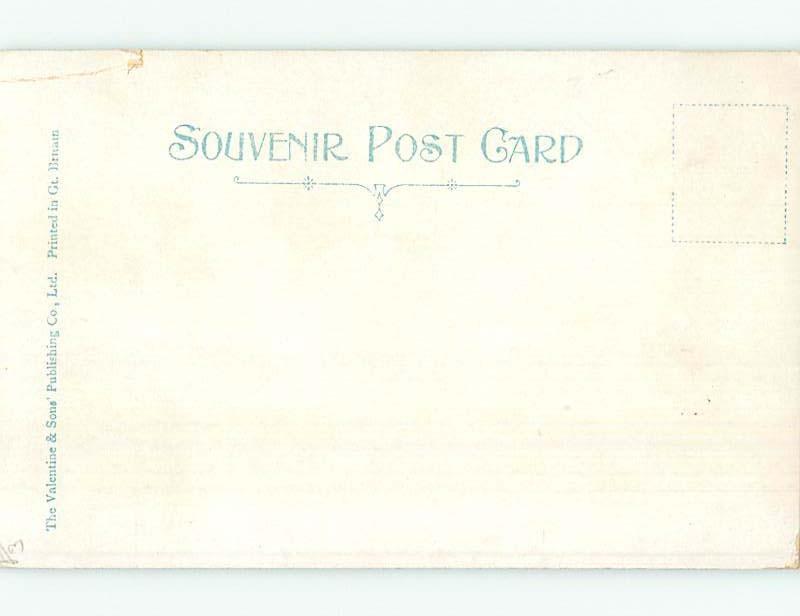 SOUVENIR POST CARD
The Valentine & Sons' Publishing Co., Ltd. Printed in Gt. Britain